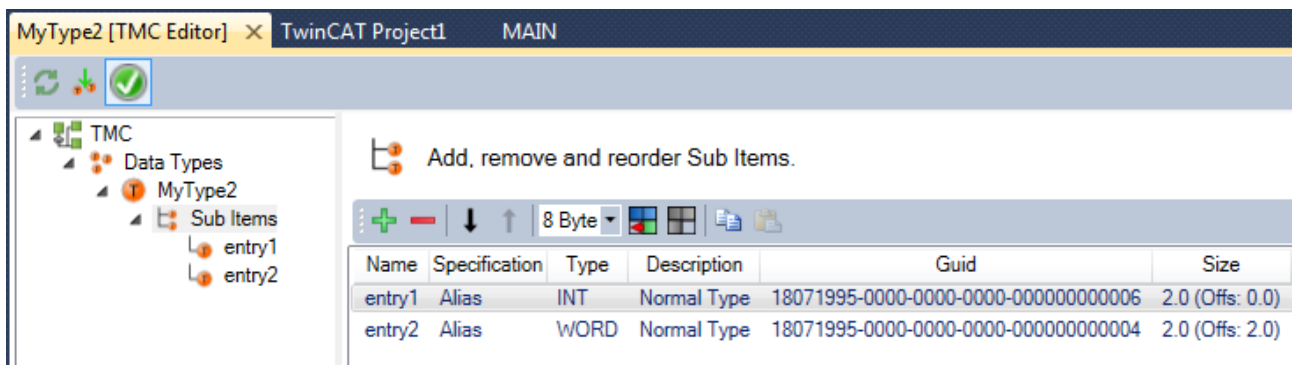 MyType2 [TMC Editor] TwinCAT Project1 MAIN
TMC
Data Types
MyType2
Sub Items
entry1
entry2
Add, remove and reorder Sub Items.
8 Byte
Name Specification Type Description Guid Size
entry1 Alias INT Normal Type 18071995-0000-0000-0000-000000000006 2.0 (Offs: 0.0)
entry2 Alias WORD Normal Type 18071995-0000-0000-0000-000000000004 2.0 (Offs: 2.0)